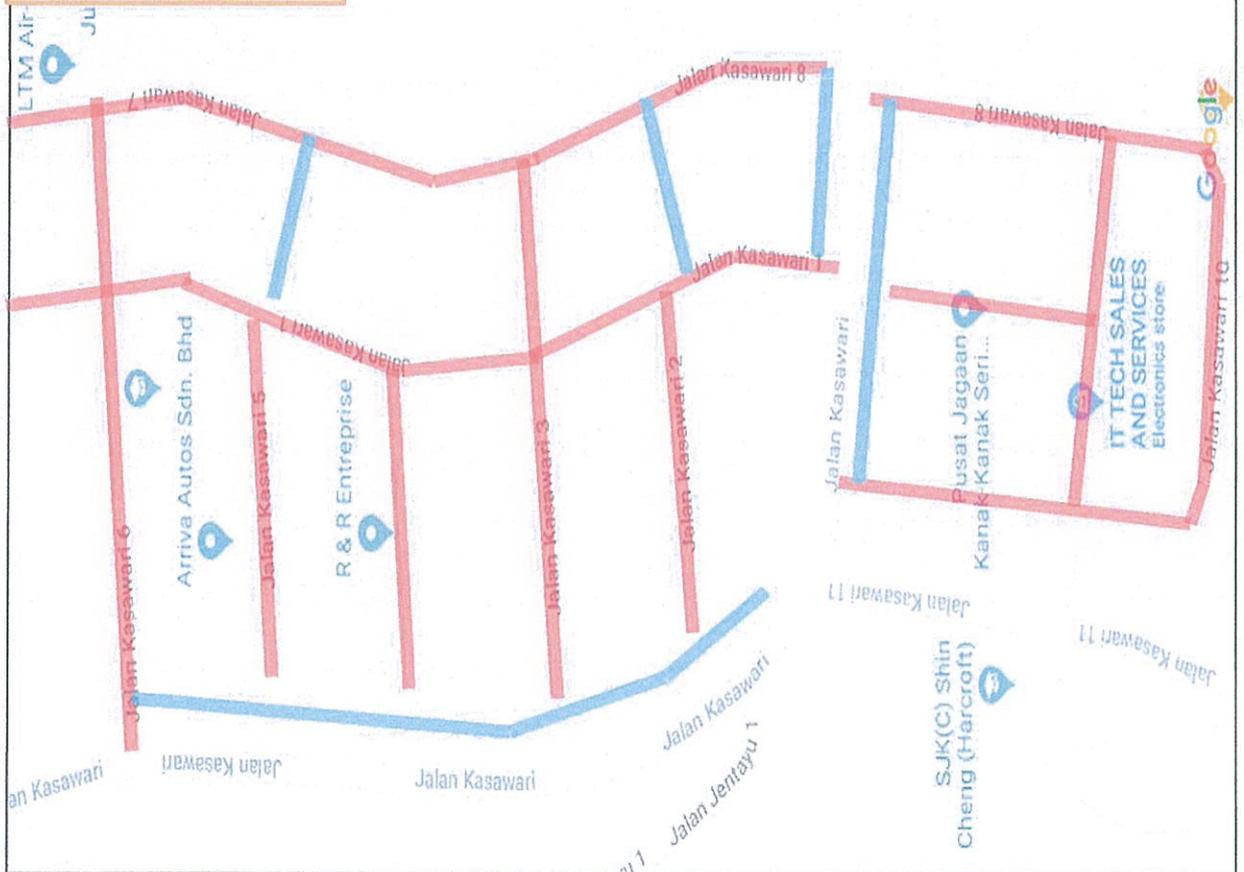 LTM Air-
Ju
Jalan Kasawari 7
Jalan Kasawari 8
Jalan Kasawari 8
Google
Jalan Kasawari 1
Jalan Kasawari 1
Jalan Kasawari 10
IT TECH SALES
AND SERVICES
Electronics store
Pusat Jagaan
Kanak-Kanak Seri...
Jalan Kasawari
Arriva Autos Sdn. Bhd
Jalan Kasawari 5
R & R Entreprise
Jalan Kasawari 3
Jalan Kasawari 2
Jalan Kasawari 6
Jalan Kasawari 11
Jalan Kasawari 11
SJK(C) Shin
Cheng (Harcroft)
an Kasawari
Jalan Kasawari
Jalan Kasawari
Jalan Kasawari
Jalan Jentayu 1
u 1